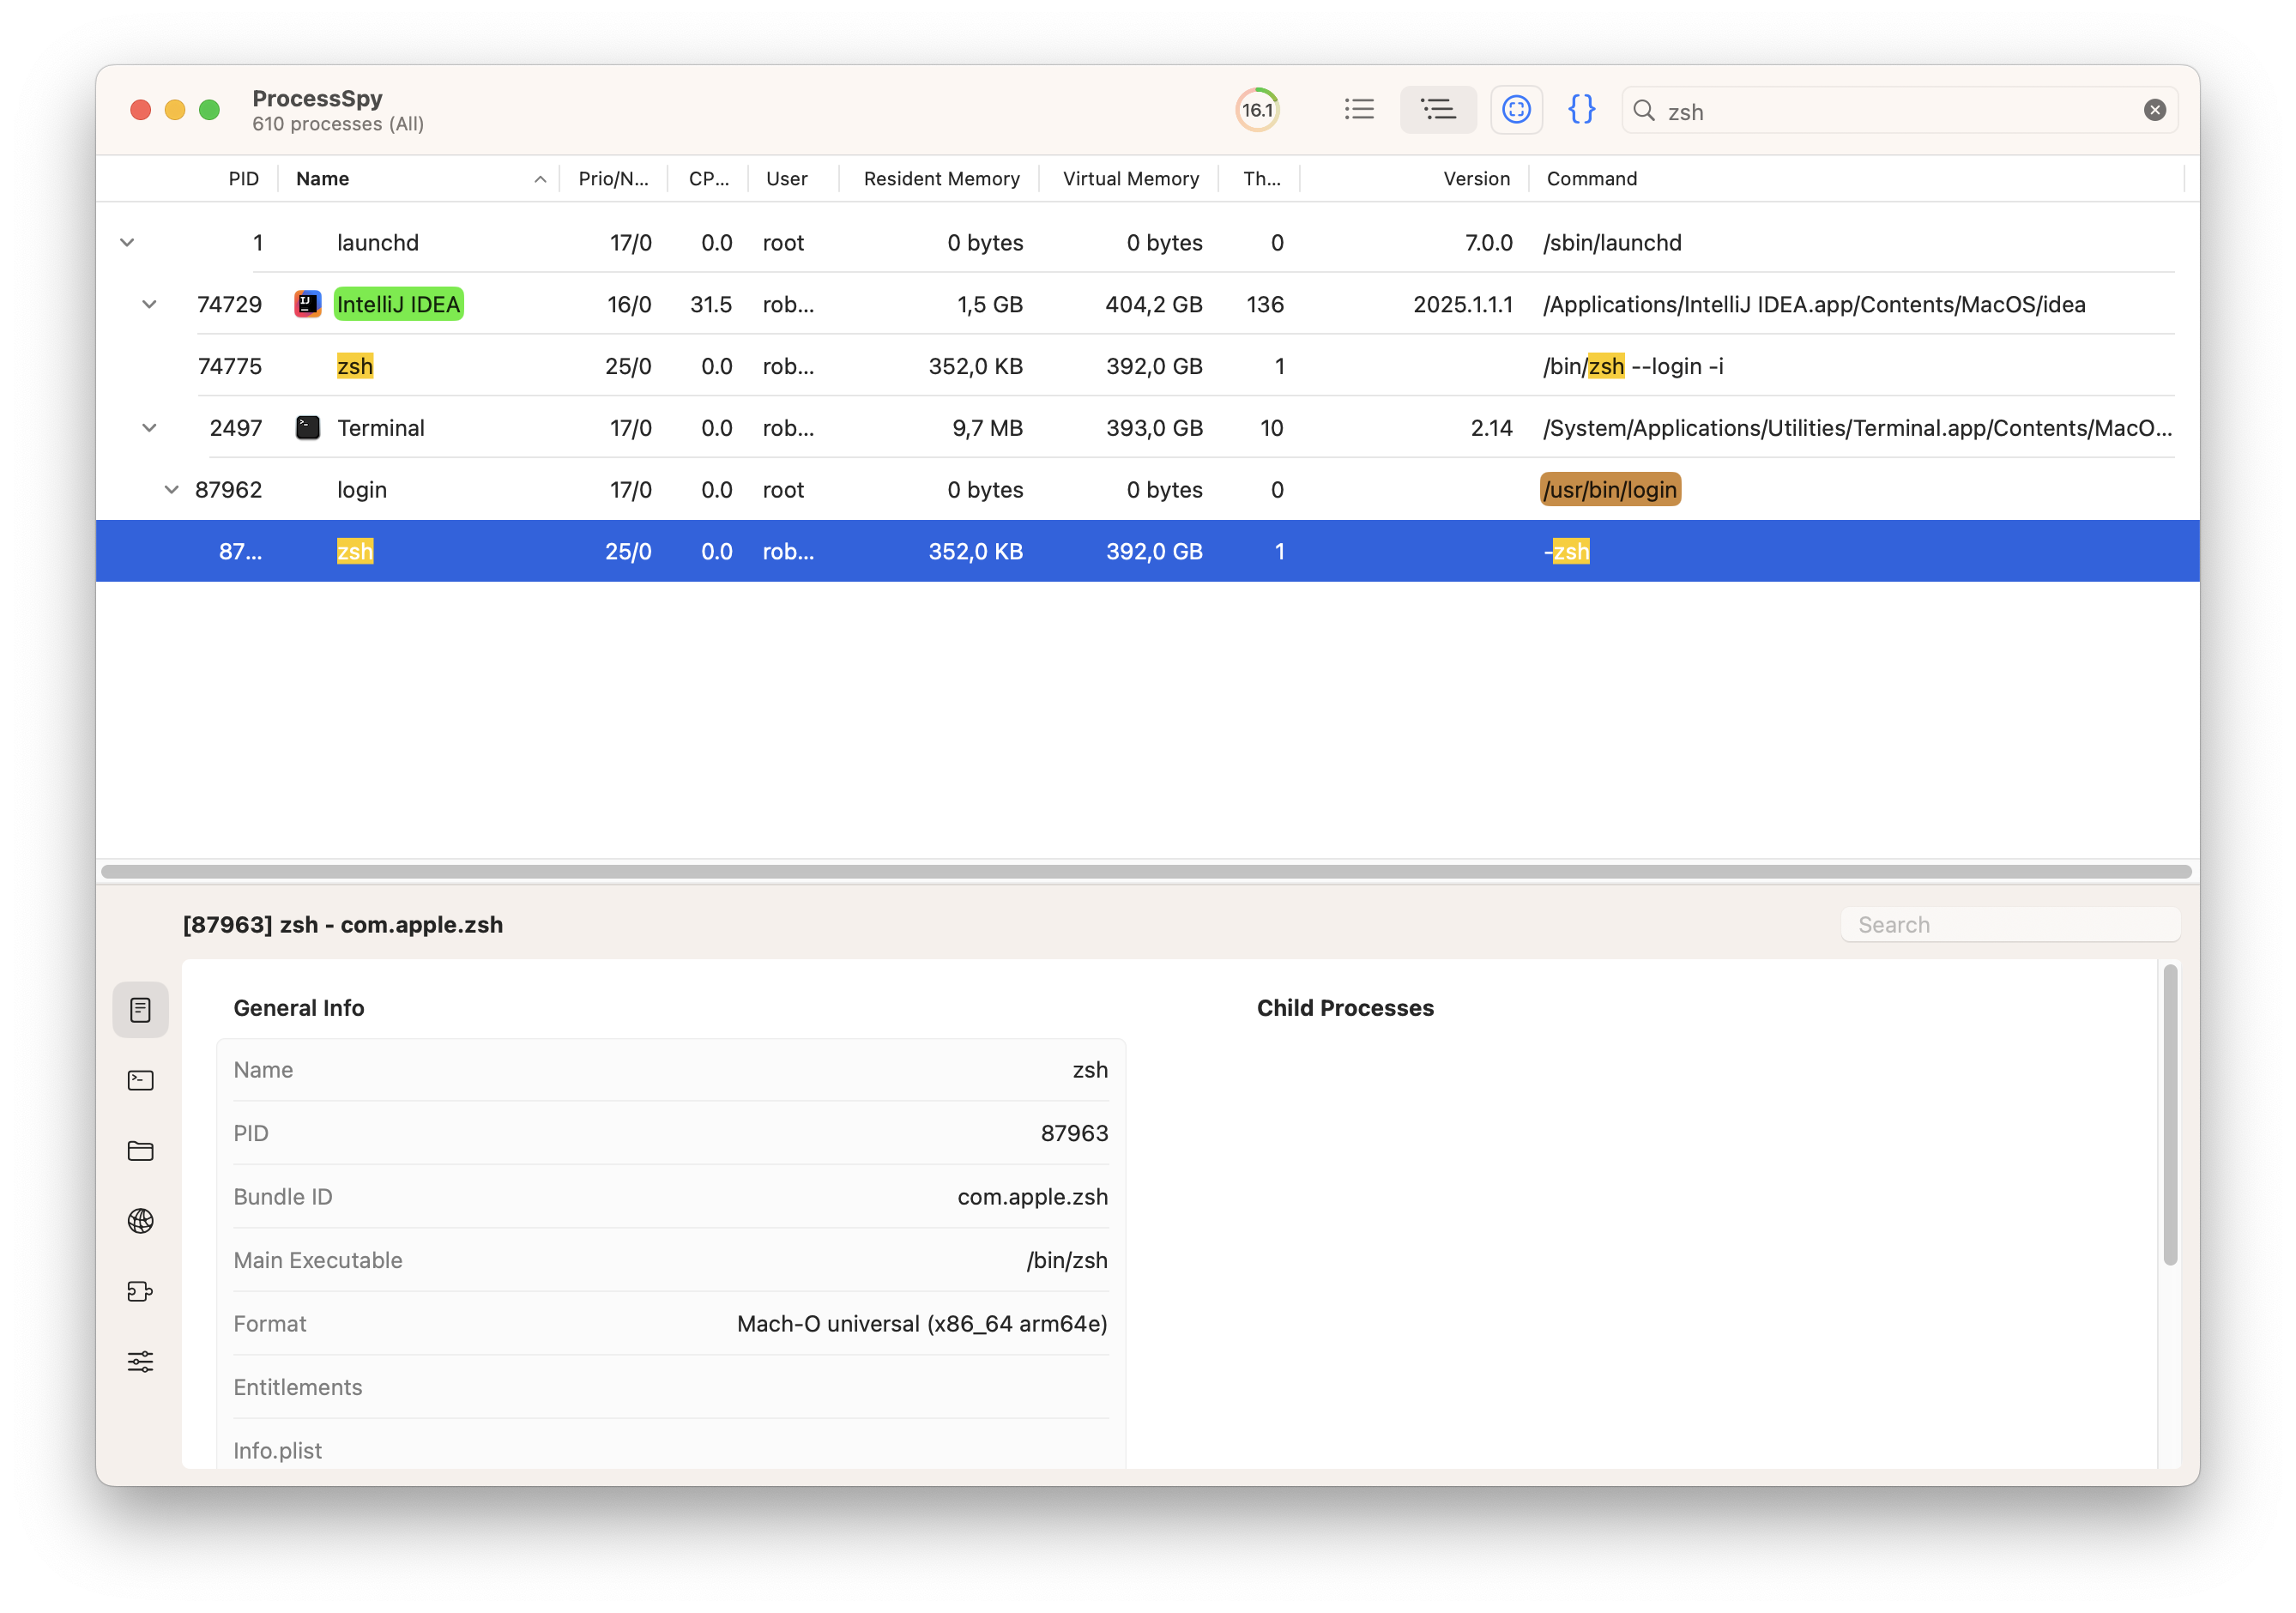 ProcessSpy
610 processes (All)
16.1
zsh
PID Name Prio/N... CP... User Resident Memory Virtual Memory Th... Version Command
1 launchd 17/0 0.0 root 0 bytes 0 bytes 0 7.0.0 /sbin/launchd
74729 IntelliJ IDEA 16/0 31.5 rob... 1,5 GB 404,2 GB 136 2025.1.1.1 /Applications/IntelliJ IDEA.app/Contents/MacOS/idea
74775 zsh 25/0 0.0 rob... 352,0 KB 392,0 GB 1 /bin/zsh --login -i
2497 Terminal 17/0 0.0 rob... 9,7 MB 393,0 GB 10 2.14 /System/Applications/Utilities/Terminal.app/Contents/MacO...
87962 login 17/0 0.0 root 0 bytes 0 bytes 0 /usr/bin/login
87... zsh 25/0 0.0 rob... 352,0 KB 392,0 GB 1 -zsh
[87963] zsh - com.apple.zsh
Search
General Info
Child Processes
Name zsh
PID 87963
Bundle ID com.apple.zsh
Main Executable /bin/zsh
Format Mach-O universal (x86_64 arm64e)
Entitlements
Info.plist